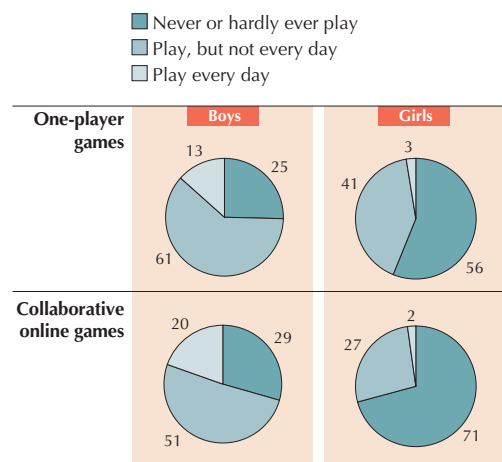 Never or hardly ever play
Play, but not every day
Play every day
One-player
games
Boys
Girls
13
25
61
3
41
56
Collaborative
online games
20
29
51
2
27
71